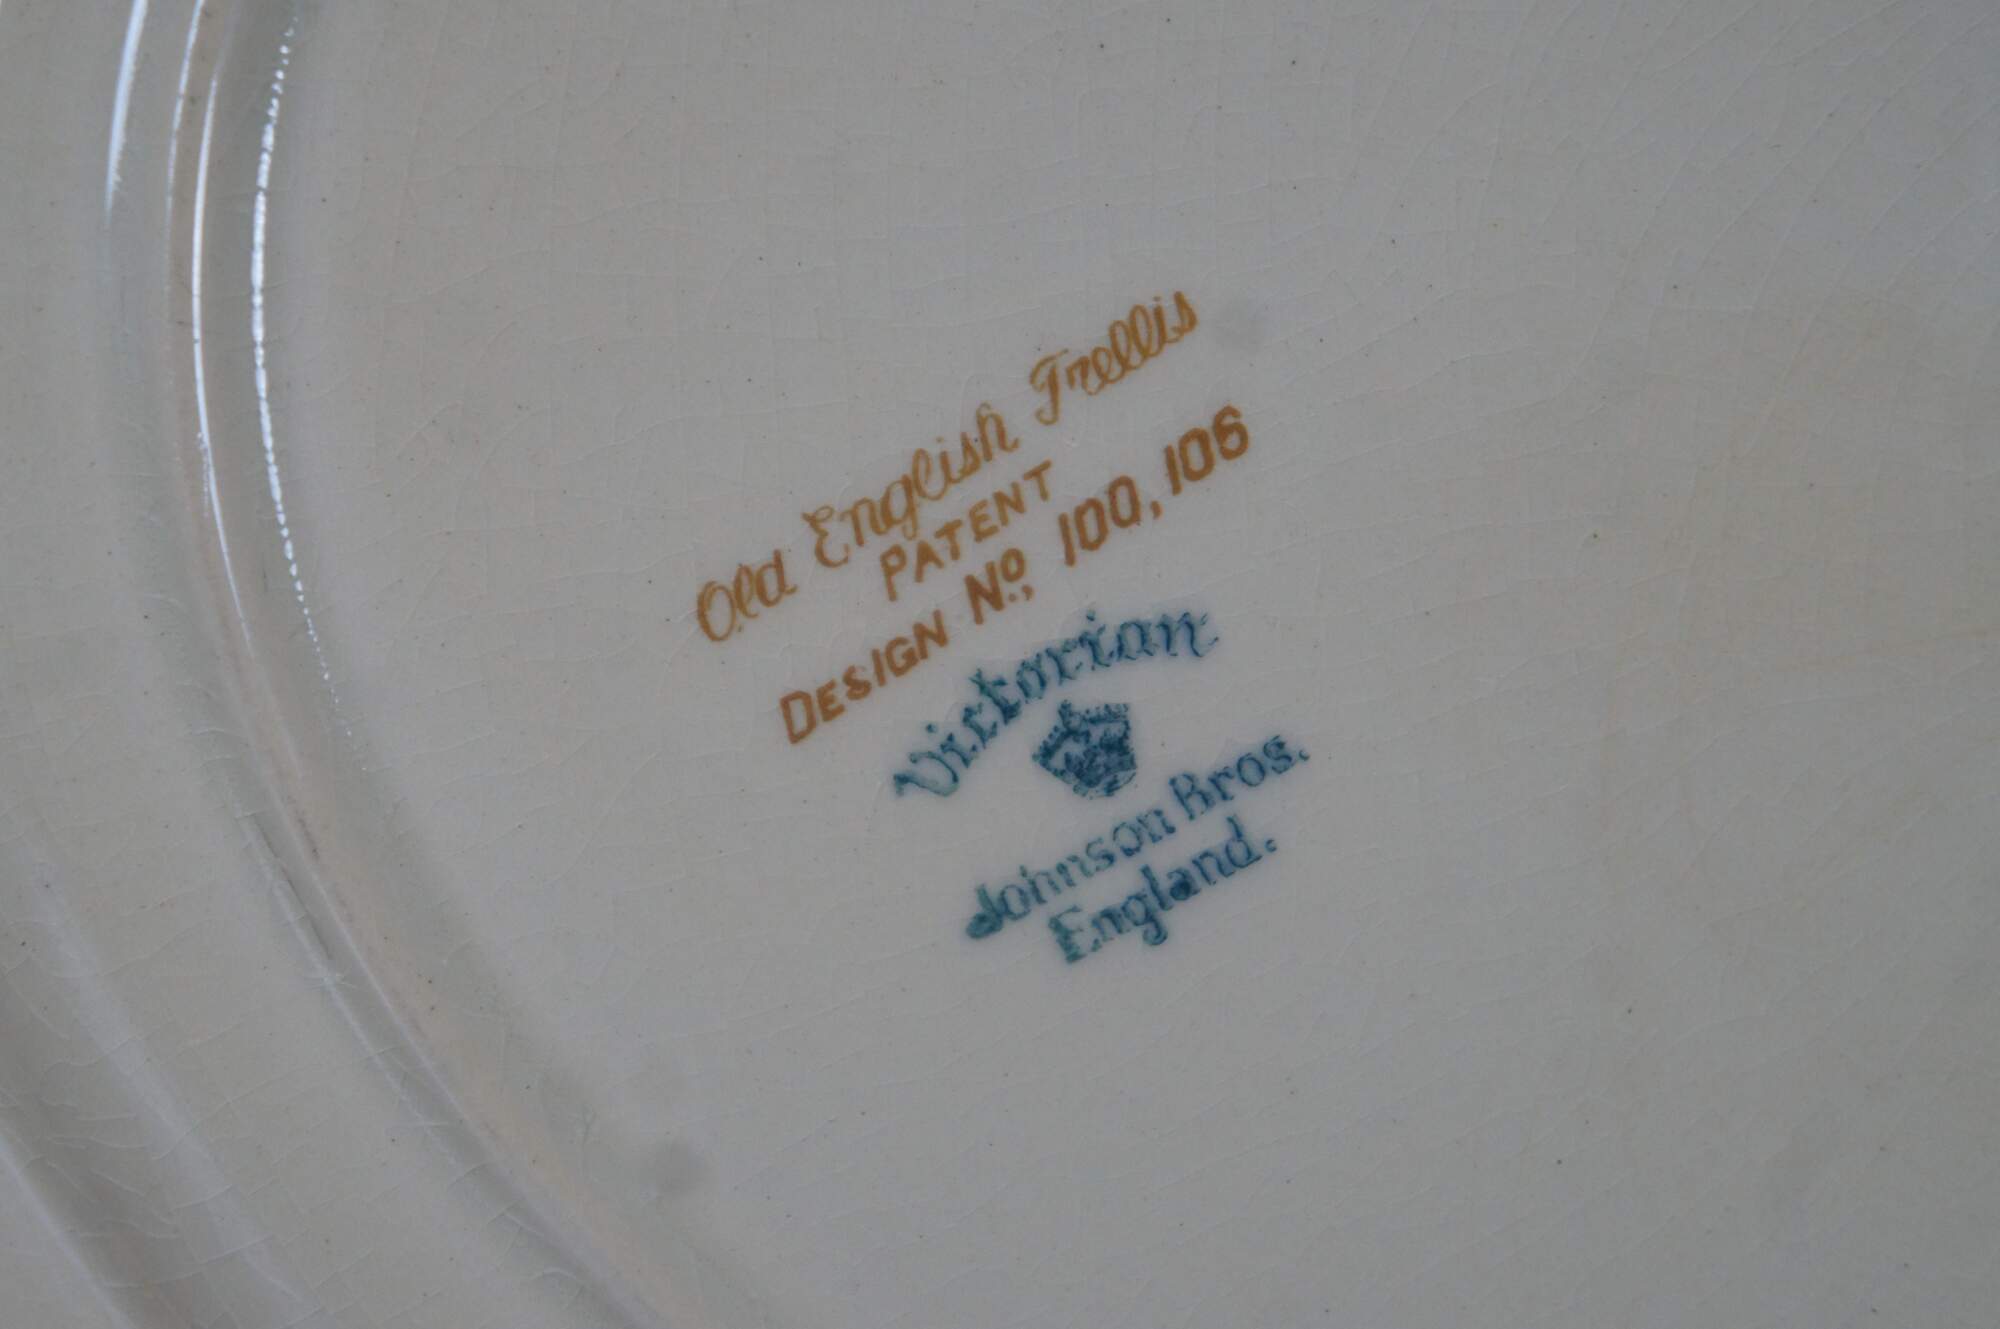 Old English Trellis
PATENT
DESIGN No, 100, 106
Victorian
Johnson Bros.
England.